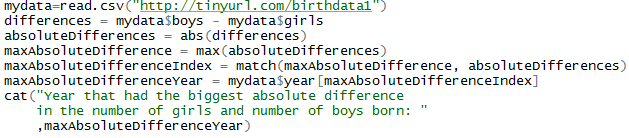 mydata=read.csv("http://tinyurl.com/birthdata1")
differences = mydata$boys - mydata$girls
absoluteDifferences = abs(differences)
maxAbsoluteDifference = max(absoluteDifferences)
maxAbsoluteDifferenceIndex = match(maxAbsoluteDifference, absoluteDifferences)
maxAbsoluteDifferenceYear = mydata$year[maxAbsoluteDifferenceIndex]
cat("Year that had the biggest absolute difference
    in the number of girls and number of boys born: "
    ,maxAbsoluteDifferenceYear)